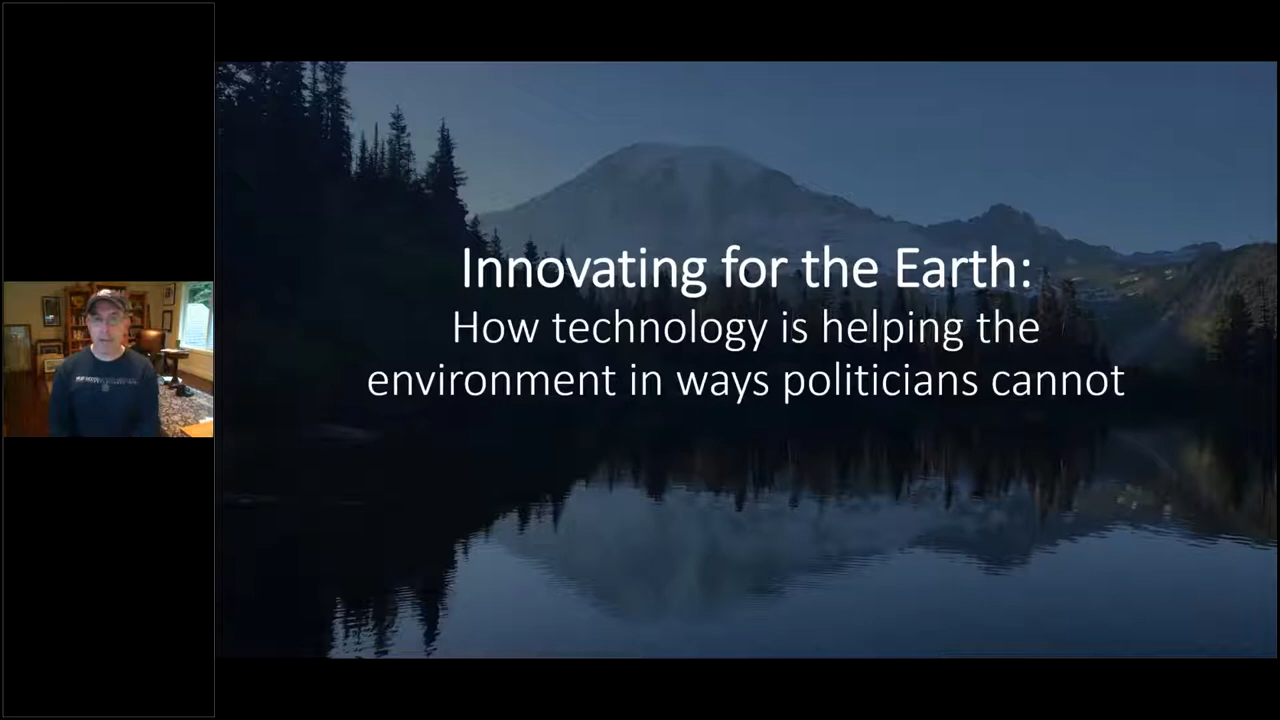 Innovating for the Earth:
How technology is helping the
environment in ways politicians cannot